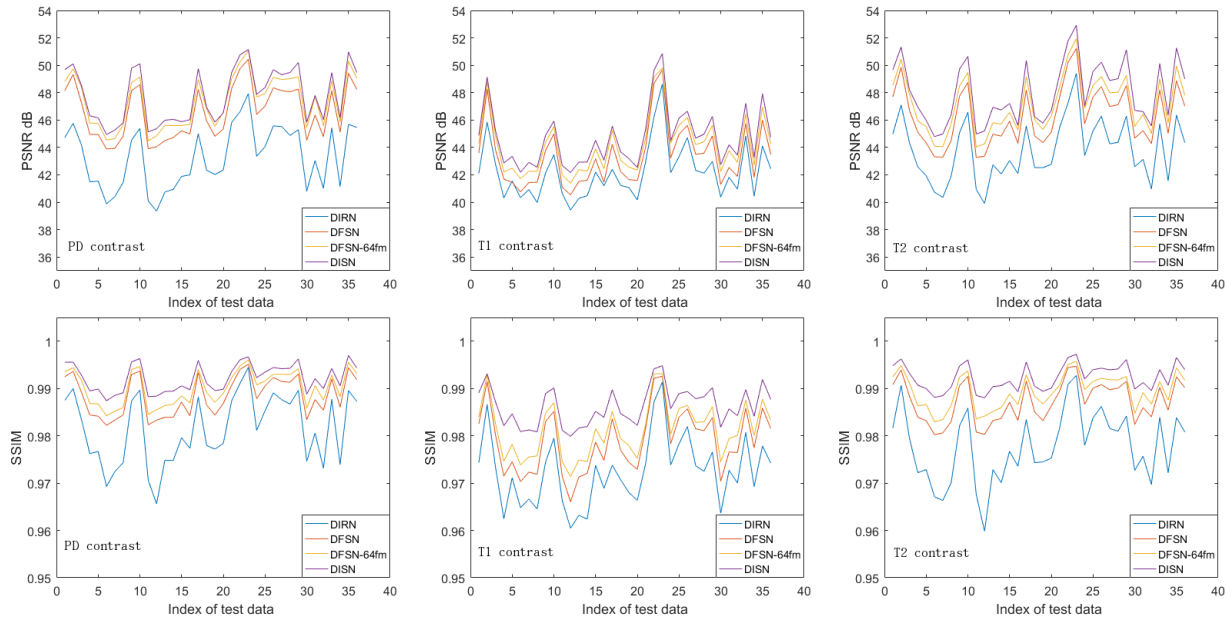 54
52
50
48
46
44
42
40
38
36
PSNR dB
0 5 10 15 20 25 30 35 40
Index of test data
PD contrast
DIRN
DFSN
DFSN-64fm
DISN
54
52
50
48
46
44
42
40
38
36
PSNR dB
0 5 10 15 20 25 30 35 40
Index of test data
T1 contrast
DIRN
DFSN
DFSN-64fm
DISN
54
52
50
48
46
44
42
40
38
36
PSNR dB
0 5 10 15 20 25 30 35 40
Index of test data
T2 contrast
DIRN
DFSN
DFSN-64fm
DISN
1
0.99
0.98
0.97
0.96
0.95
SSIM
0 5 10 15 20 25 30 35 40
Index of test data
PD contrast
DIRN
DFSN
DFSN-64fm
DISN
1
0.99
0.98
0.97
0.96
0.95
SSIM
0 5 10 15 20 25 30 35 40
Index of test data
T1 contrast
DIRN
DFSN
DFSN-64fm
DISN
1
0.99
0.98
0.97
0.96
0.95
SSIM
0 5 10 15 20 25 30 35 40
Index of test data
T2 contrast
DIRN
DFSN
DFSN-64fm
DISN